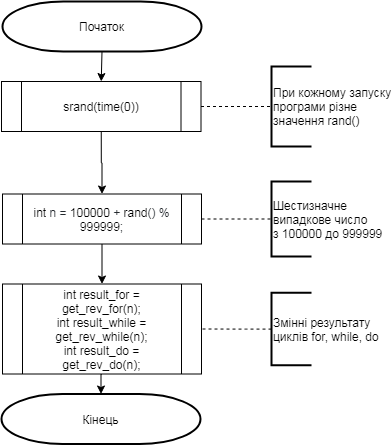 Початок
srand(time(0))
При кожному запуску
програми різне
значення rand()
int n = 100000 + rand() %
999999;
Шестизначне
випадкове число
з 100000 до 999999
int result_for =
get_rev_for(n);
int result_while =
get_rev_while(n);
int result_do =
get_rev_do(n);
Змінні результату
циклів for, while, do
Кінець